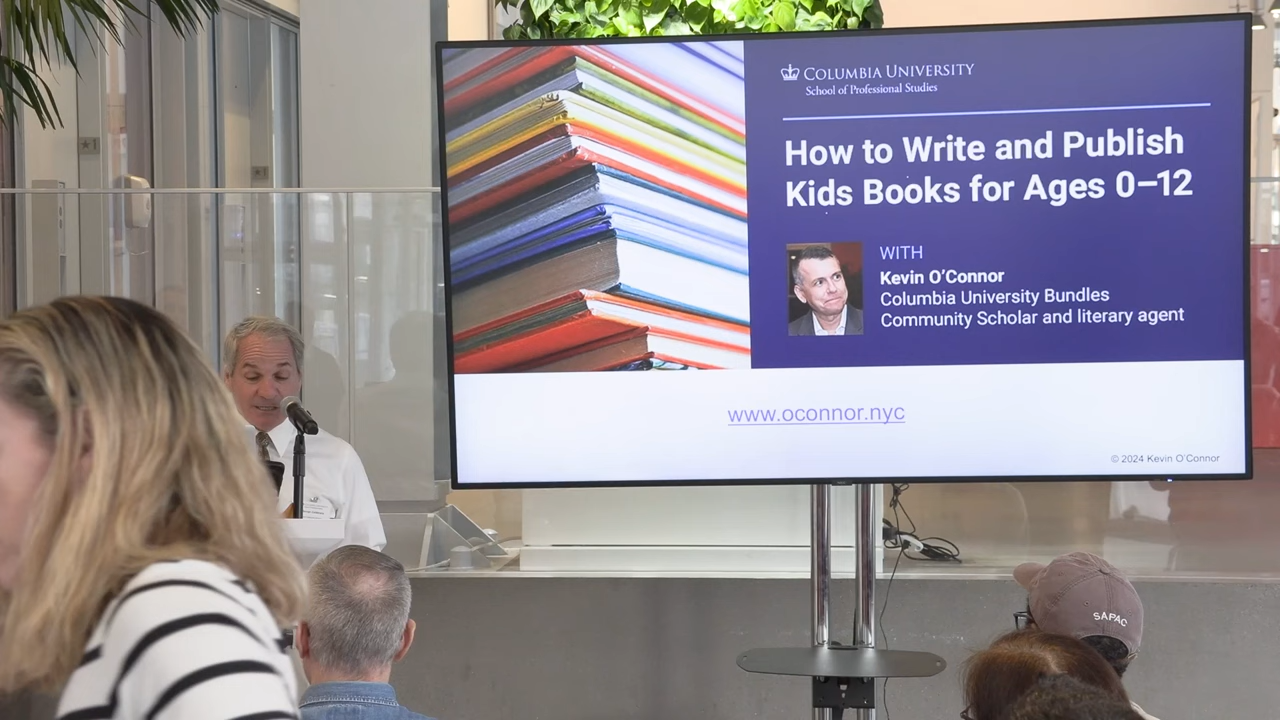 COLUMBIA UNIVERSITY
School of Professional Studies
How to Write and Publish
Kids Books for Ages 0–12
WITH
Kevin O'Connor
Columbia University Bundles
Community Scholar and literary agent
www.oconnor.nyc
© 2024 Kevin O'Connor
SAPAC
★1